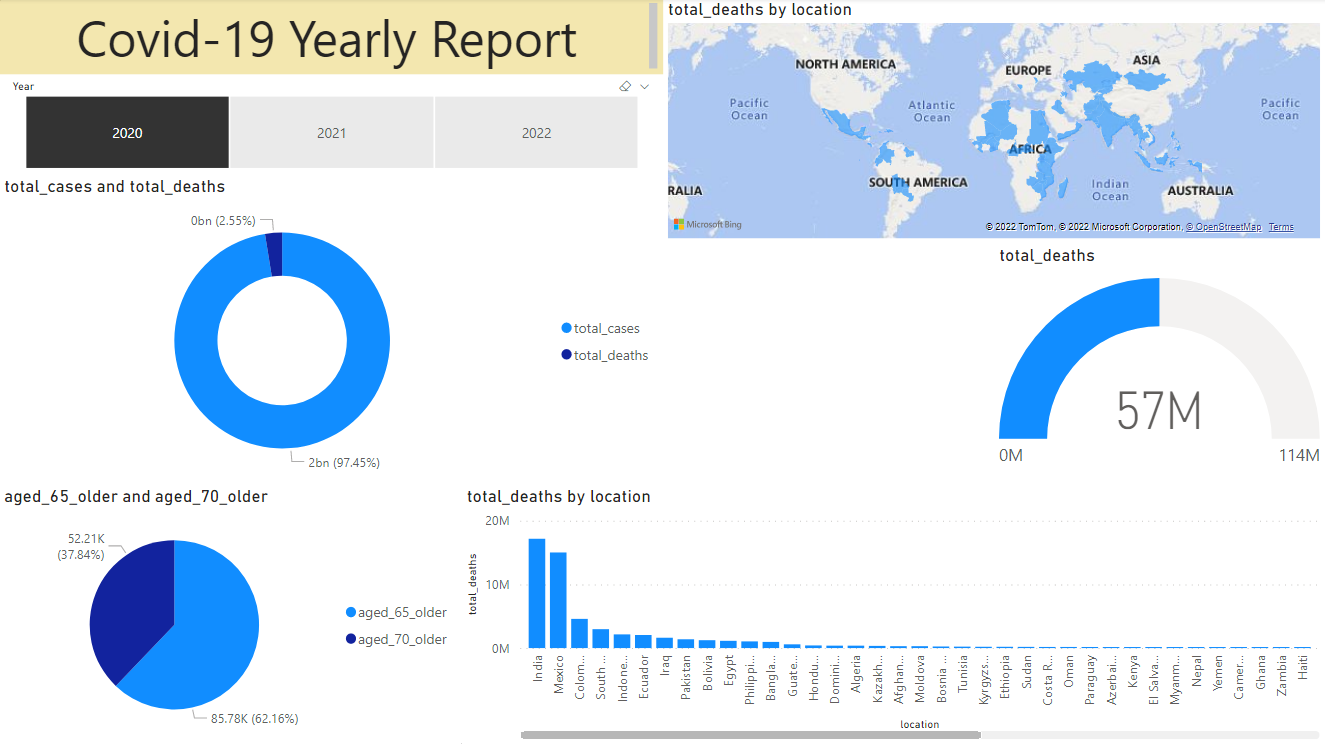 Covid-19 Yearly Report
Year
2020
2021
2022
total_cases and total_deaths
0bn (2.55%)
2bn (97.45%)
total_cases
total_deaths
aged_65_older and aged_70_older
52.21K
(37.84%)
85.78K (62.16%)
aged_65_older
aged_70_older
total_deaths by location
NORTH AMERICA
EUROPE
ASIA
Pacific
Ocean
Atlantic
Ocean
Pacific
Ocean
AFRICA
SOUTH AMERICA
Indian
Ocean
RALIA
AUSTRALIA
Microsoft Bing
© 2022 TomTom, © 2022 Microsoft Corporation, © OpenStreetMap Terms
total_deaths
57M
0M
114M
total_deaths by location
total_deaths
20M
10M
0M
India
Mexico
Colom...
South ...
Indone...
Ecuador
Iraq
Pakistan
Bolivia
Egypt
Philippi...
Bangla...
Guate...
Hondu...
Domini...
Algeria
Kazakh...
Afghan...
Moldova
Bosnia ...
Tunisia
Kyrgyzs...
Ethiopia
Sudan
Costa R...
Oman
Paraguay
Azerbai...
Kenya
El Salva...
Myanm...
Nepal
Yemen
Camer...
Ghana
Zambia
Haiti
location